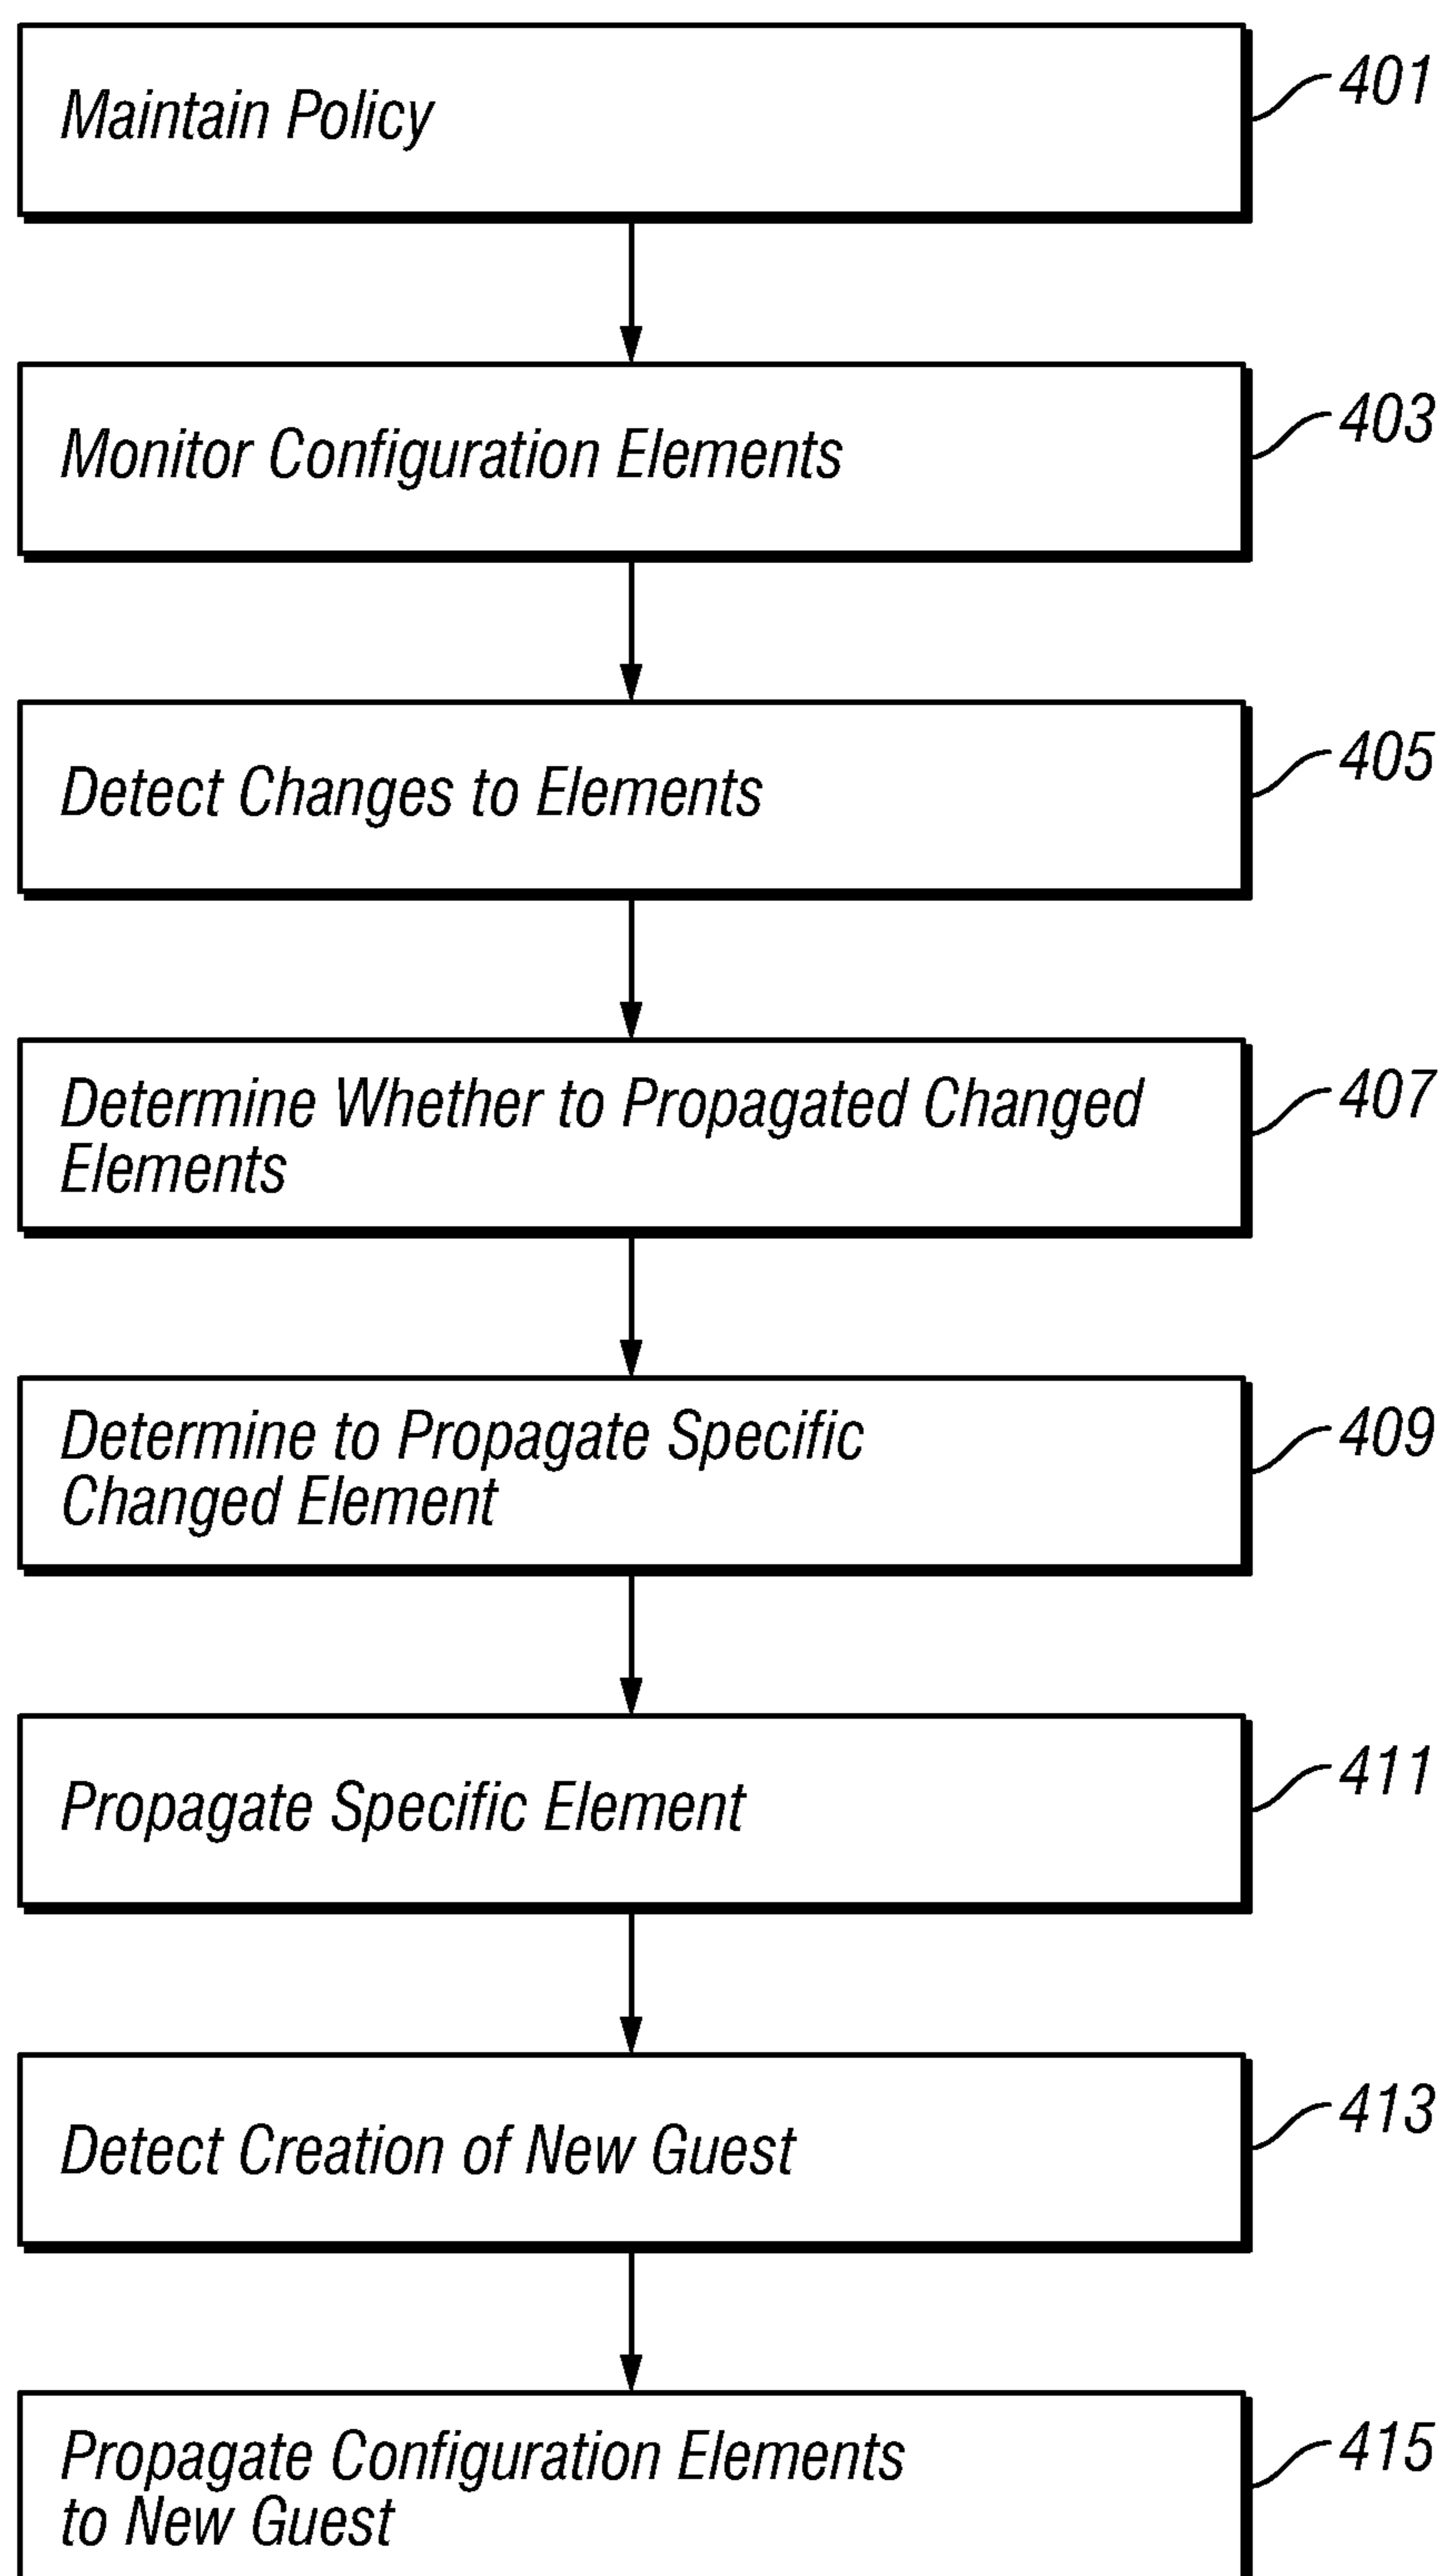 Maintain Policy
401
Monitor Configuration Elements
403
Detect Changes to Elements
405
Determine Whether to Propagated Changed
Elements
407
Determine to Propagate Specific
Changed Element
409
Propagate Specific Element
411
Detect Creation of New Guest
413
Propagate Configuration Elements
to New Guest
415